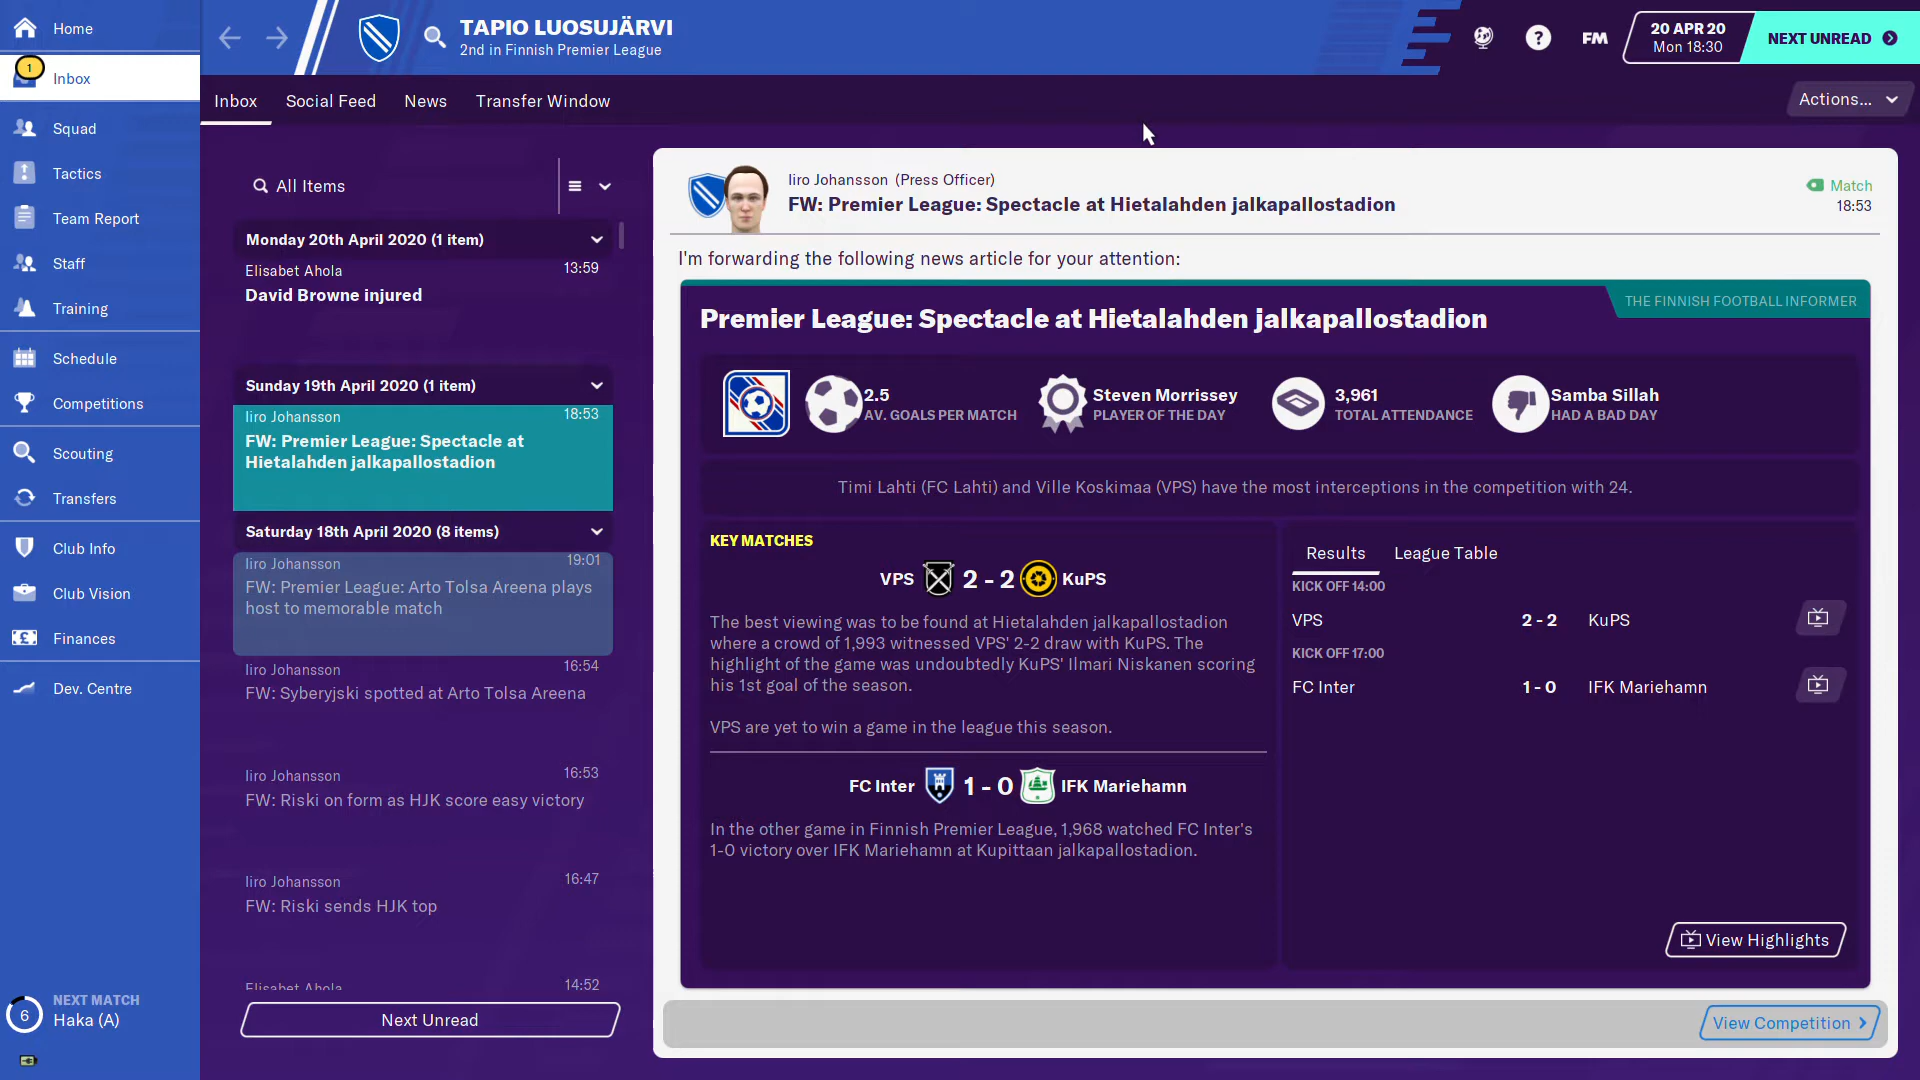 Home
TAPIO LUOSUJÄRVI
2nd in Finnish Premier League
?
FM
20 APR 20
Mon 18:30
NEXT UNREAD
1
Inbox
Squad
Tactics
Team Report
Staff
Training
Schedule
Competitions
Scouting
Transfers
Club Info
Club Vision
£
Finances
Dev. Centre
6
NEXT MATCH
Haka (A)
Inbox
Social Feed
News
Transfer Window
Actions...
All Items
Monday 20th April 2020 (1 item)
Elisabet Ahola
13:59
David Browne injured
Sunday 19th April 2020 (1 item)
Iiro Johansson
18:53
FW: Premier League: Spectacle at
Hietalahden jalkapallostadion
Saturday 18th April 2020 (8 items)
Iiro Johansson
19:01
FW: Premier League: Arto Tolsa Areena plays
host to memorable match
Iiro Johansson
16:54
FW: Syberyjski spotted at Arto Tolsa Areena
Iiro Johansson
16:53
FW: Riski on form as HJK score easy victory
Iiro Johansson
16:47
FW: Riski sends HJK top
Elisabet Ahola
14:52
Next Unread
Iiro Johansson (Press Officer)
FW: Premier League: Spectacle at Hietalahden jalkapallostadion
Match
18:53
I'm forwarding the following news article for your attention:
THE FINNISH FOOTBALL INFORMER
Premier League: Spectacle at Hietalahden jalkapallostadion
2.5
AV. GOALS PER MATCH
Steven Morrissey
PLAYER OF THE DAY
3,961
TOTAL ATTENDANCE
Samba Sillah
HAD A BAD DAY
Timi Lahti (FC Lahti) and Ville Koskimaa (VPS) have the most interceptions in the competition with 24.
KEY MATCHES
VPS 2 - 2 KuPS
The best viewing was to be found at Hietalahden jalkapallostadion
where a crowd of 1,993 witnessed VPS' 2-2 draw with KuPS. The
highlight of the game was undoubtedly KuPS' Ilmari Niskanen scoring
his 1st goal of the season.
VPS are yet to win a game in the league this season.
FC Inter 1 - 0 IFK Mariehamn
In the other game in Finnish Premier League, 1,968 watched FC Inter's
1-0 victory over IFK Mariehamn at Kupittaan jalkapallostadion.
Results
League Table
KICK OFF 14:00
VPS 2 - 2 KuPS
KICK OFF 17:00
FC Inter 1 - 0 IFK Mariehamn
View Highlights
View Competition